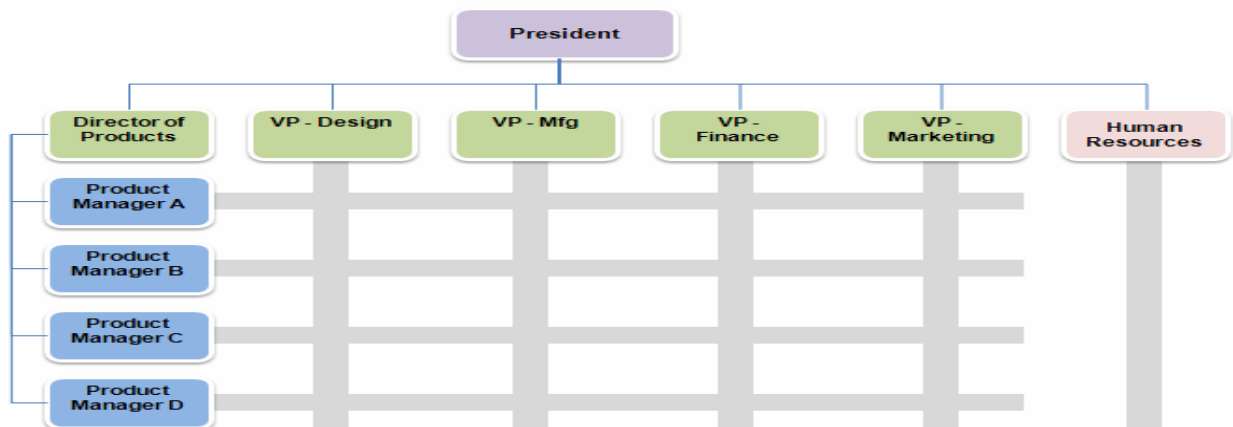 President
Director of
Products
VP - Design
VP - Mfg
VP -
Finance
VP -
Marketing
Human
Resources
Product
Manager A
Product
Manager B
Product
Manager C
Product
Manager D